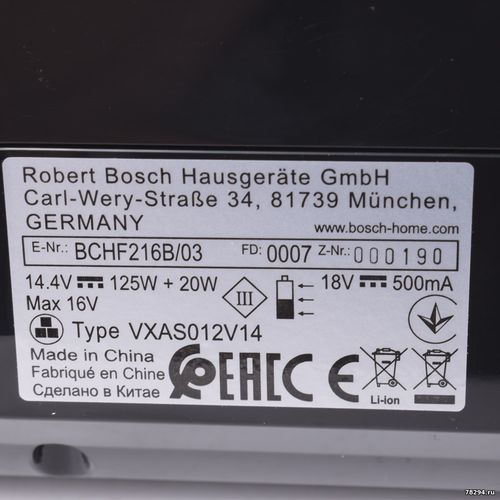 Robert Bosch Hausgeräte GmbH
Carl-Wery-Straße 34, 81739 München,
GERMANY
www.bosch-home.com
E-Nr.: BCHF216B/03 FD: 0007 Z-Nr.: 000190
14.4V 125W + 20W III 18V 500mA
Max 16V
Type VXAS012V14
Made in China
Fabriqué en Chine
Сделано в Китае
EAC CE
Li-ion
78294.ru